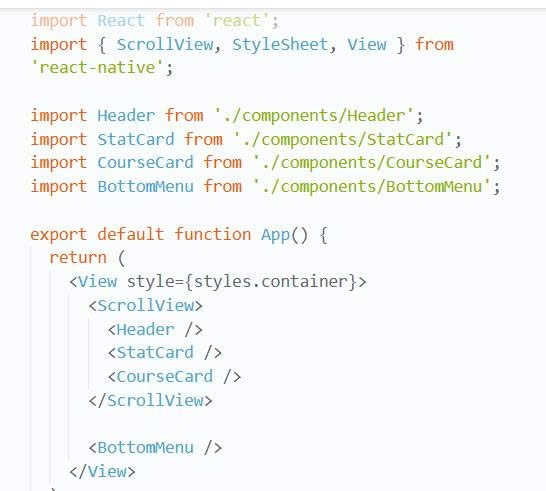 import React from 'react';
import { ScrollView, StyleSheet, View } from
'react-native';

import Header from './components/Header';
import StatCard from './components/StatCard';
import CourseCard from './components/CourseCard';
import BottomMenu from './components/BottomMenu';

export default function App() {
  return (
    <View style={styles.container}>
      <ScrollView>
        <Header />
        <StatCard />
        <CourseCard />
      </ScrollView>

      <BottomMenu />
    </View>